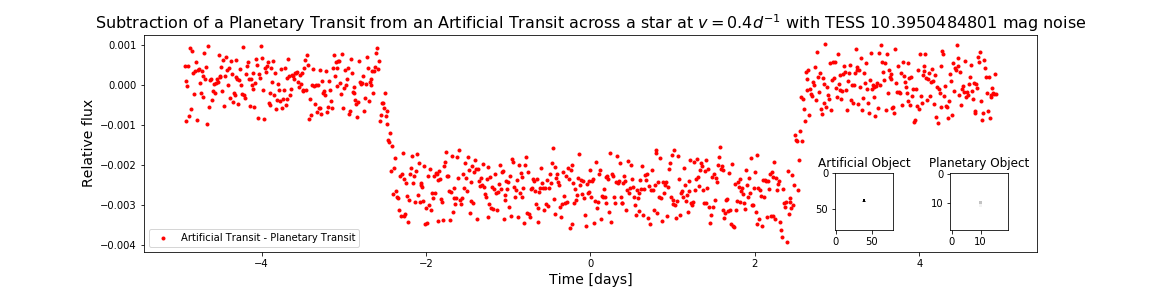 Subtraction of a Planetary Transit from an Artificial Transit across a star at v = 0.4d⁻¹ with TESS 10.3950484801 mag noise
Relative flux
0.001
0.000
−0.001
−0.002
−0.003
−0.004
Artificial Transit - Planetary Transit
Artificial Object
0
50
0 50
Planetary Object
0
10
0 10
−4 −2 0 2 4
Time [days]